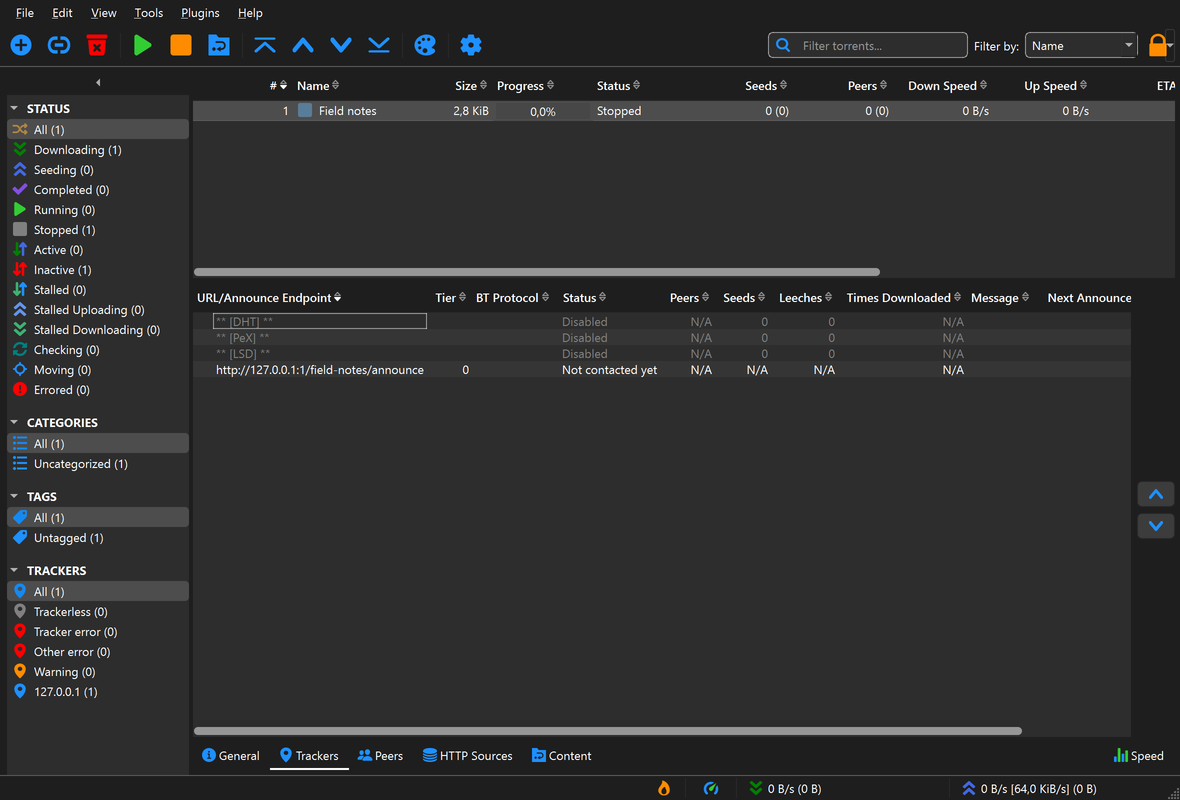 File Edit View Tools Plugins Help
Filter torrents... Filter by: Name
# Name Size Progress Status Seeds Peers Down Speed Up Speed ETA
1 Field notes 2,8 KiB 0,0% Stopped 0 (0) 0 (0) 0 B/s 0 B/s
STATUS
All (1)
Downloading (1)
Seeding (0)
Completed (0)
Running (0)
Stopped (1)
Active (0)
Inactive (1)
Stalled (0)
Stalled Uploading (0)
Stalled Downloading (0)
Checking (0)
Moving (0)
Errored (0)
CATEGORIES
All (1)
Uncategorized (1)
TAGS
All (1)
Untagged (1)
TRACKERS
All (1)
Trackerless (0)
Tracker error (0)
Other error (0)
Warning (0)
127.0.0.1 (1)
URL/Announce Endpoint Tier BT Protocol Status Peers Seeds Leeches Times Downloaded Message Next Announce
** [DHT] ** Disabled N/A 0 0 N/A
** [PeX] ** Disabled N/A 0 0 N/A
** [LSD] ** Disabled N/A 0 0 N/A
http://127.0.0.1:1/field-notes/announce 0 Not contacted yet N/A N/A N/A N/A
General Trackers Peers HTTP Sources Content Speed
0 B/s (0 B) 0 B/s [64,0 KiB/s] (0 B)